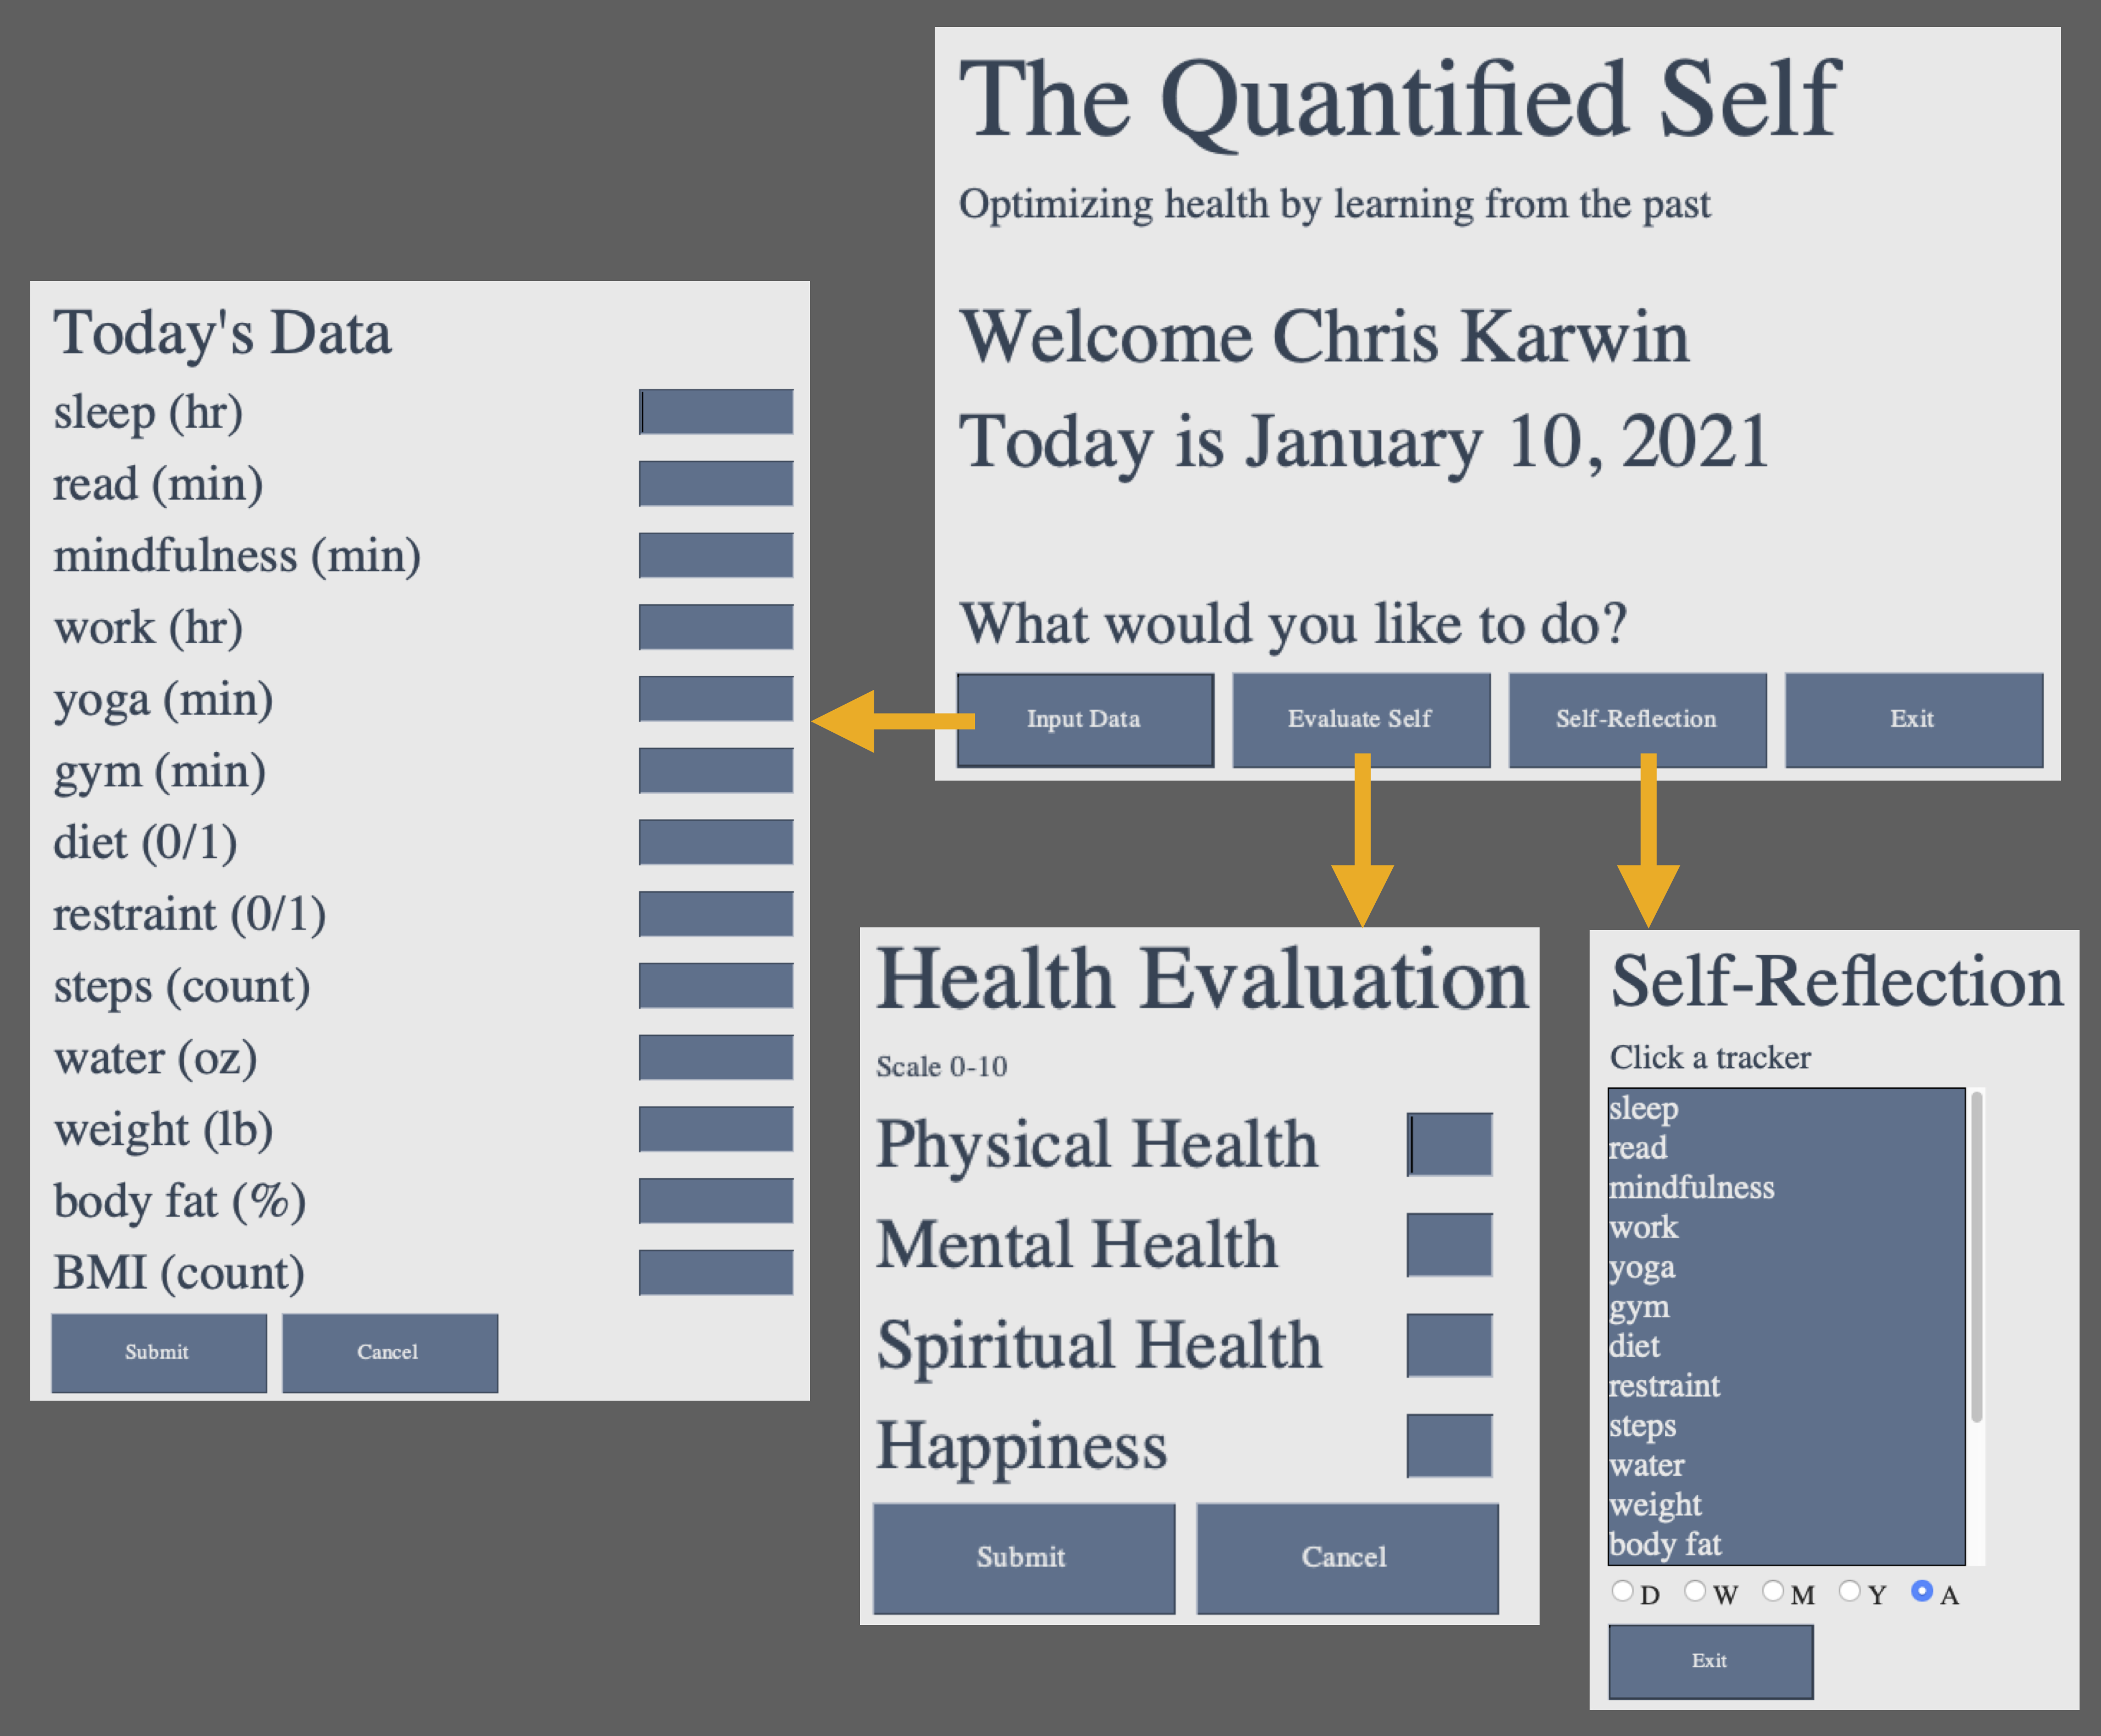 The Quantified Self
Optimizing health by learning from the past
Welcome Chris Karwin
Today is January 10, 2021
What would you like to do?
Input Data
Evaluate Self
Self-Reflection
Exit
Today's Data
sleep (hr)
read (min)
mindfulness (min)
work (hr)
yoga (min)
gym (min)
diet (0/1)
restraint (0/1)
steps (count)
water (oz)
weight (lb)
body fat (%)
BMI (count)
Submit
Cancel
Health Evaluation
Scale 0-10
Physical Health
Mental Health
Spiritual Health
Happiness
Submit
Cancel
Self-Reflection
Click a tracker
sleep
read
mindfulness
work
yoga
gym
diet
restraint
steps
water
weight
body fat
D W M Y A
Exit